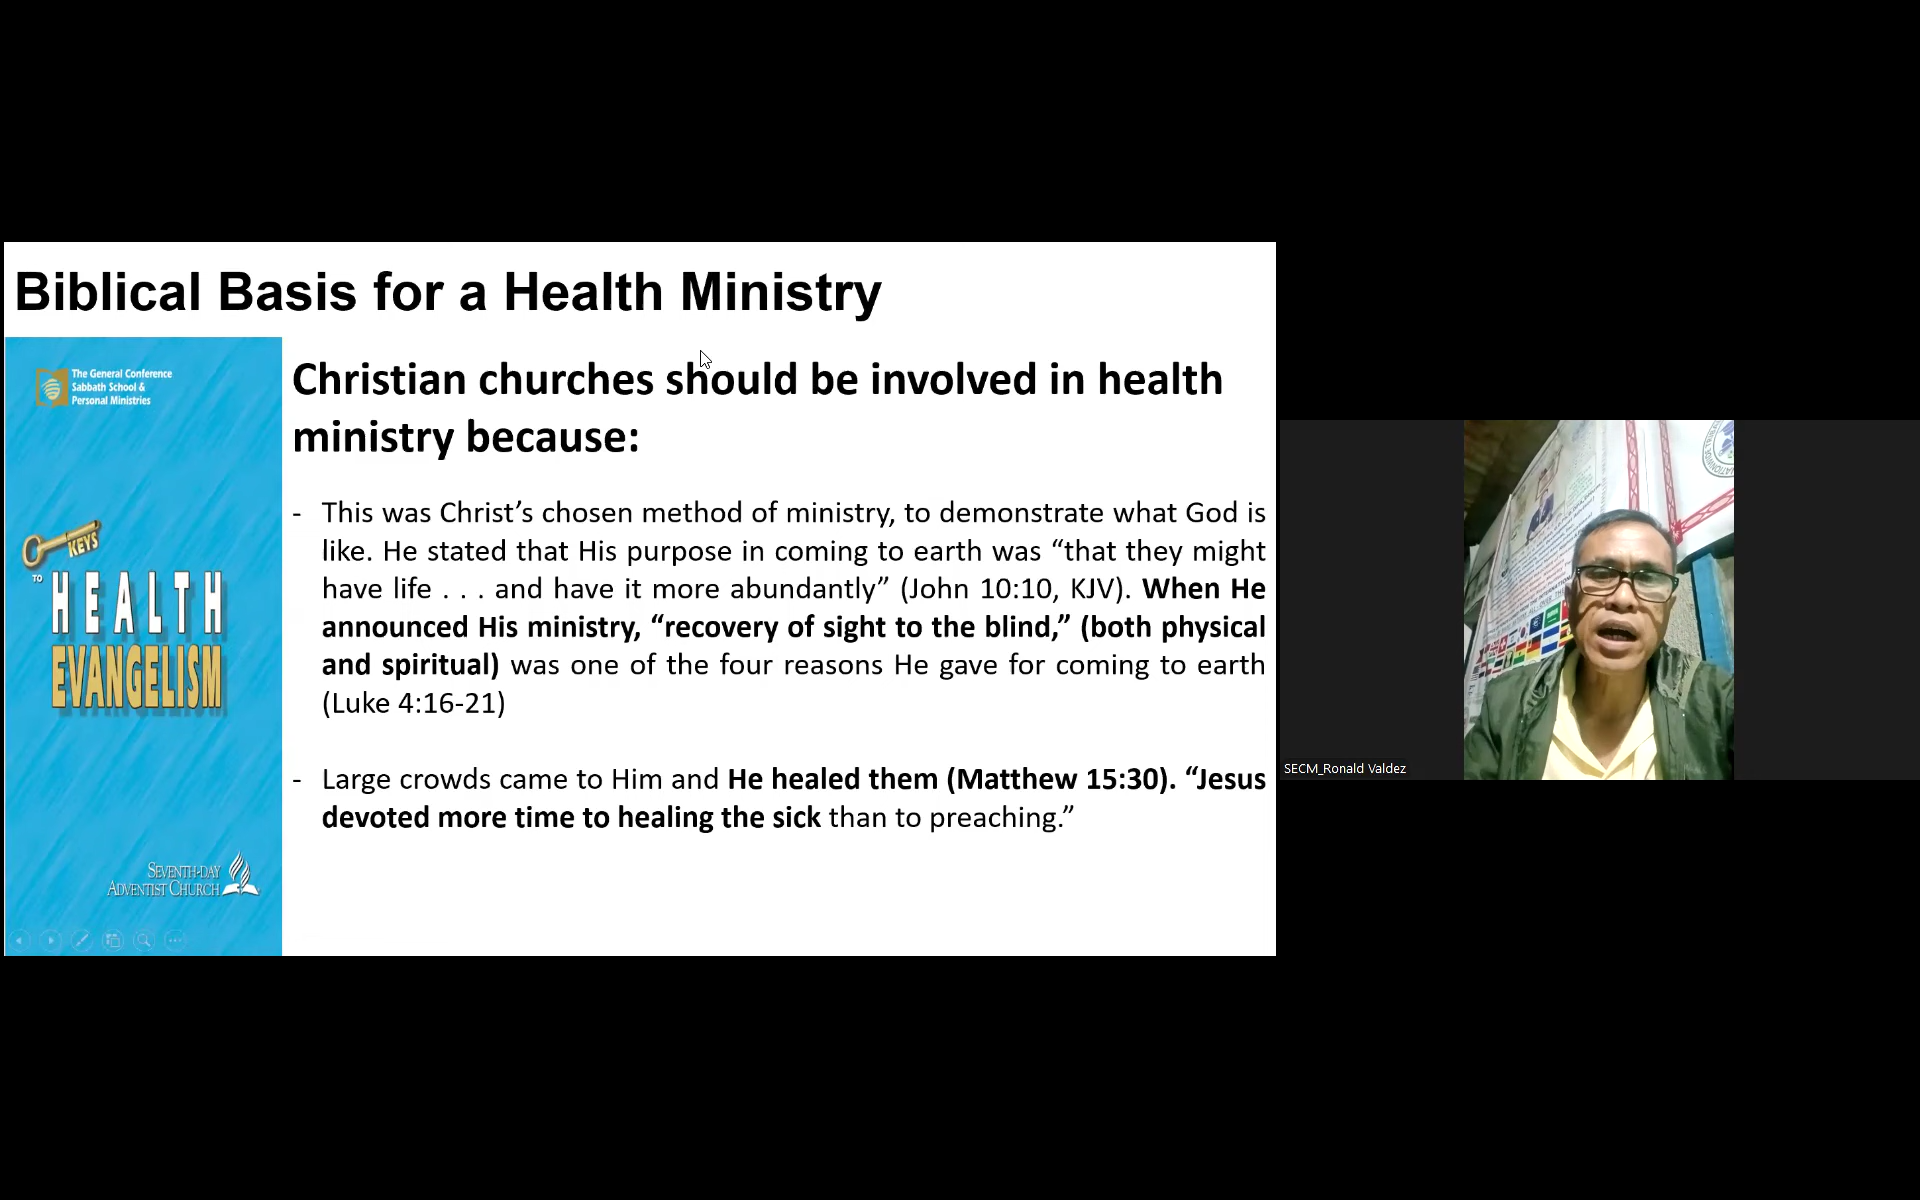 Biblical Basis for a Health Ministry
The General Conference
Sabbath School &
Personal Ministries
KEYS
TO
HEALTH
EVANGELISM
SEVENTH-DAY
ADVENTIST CHURCH
Christian churches should be involved in health
ministry because:
- This was Christ’s chosen method of ministry, to demonstrate what God is
like. He stated that His purpose in coming to earth was “that they might
have life . . . and have it more abundantly” (John 10:10, KJV). When He
announced His ministry, “recovery of sight to the blind,” (both physical
and spiritual) was one of the four reasons He gave for coming to earth
(Luke 4:16-21)
- Large crowds came to Him and He healed them (Matthew 15:30). “Jesus
devoted more time to healing the sick than to preaching.”
SECM_Ronald Valdez